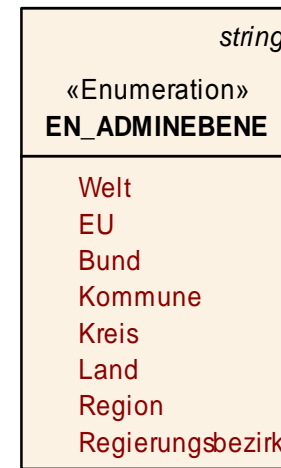 string
«Enumeration»
EN_ADMINEBENE
Welt
EU
Bund
Kommune
Kreis
Land
Region
Regierungsbezirk